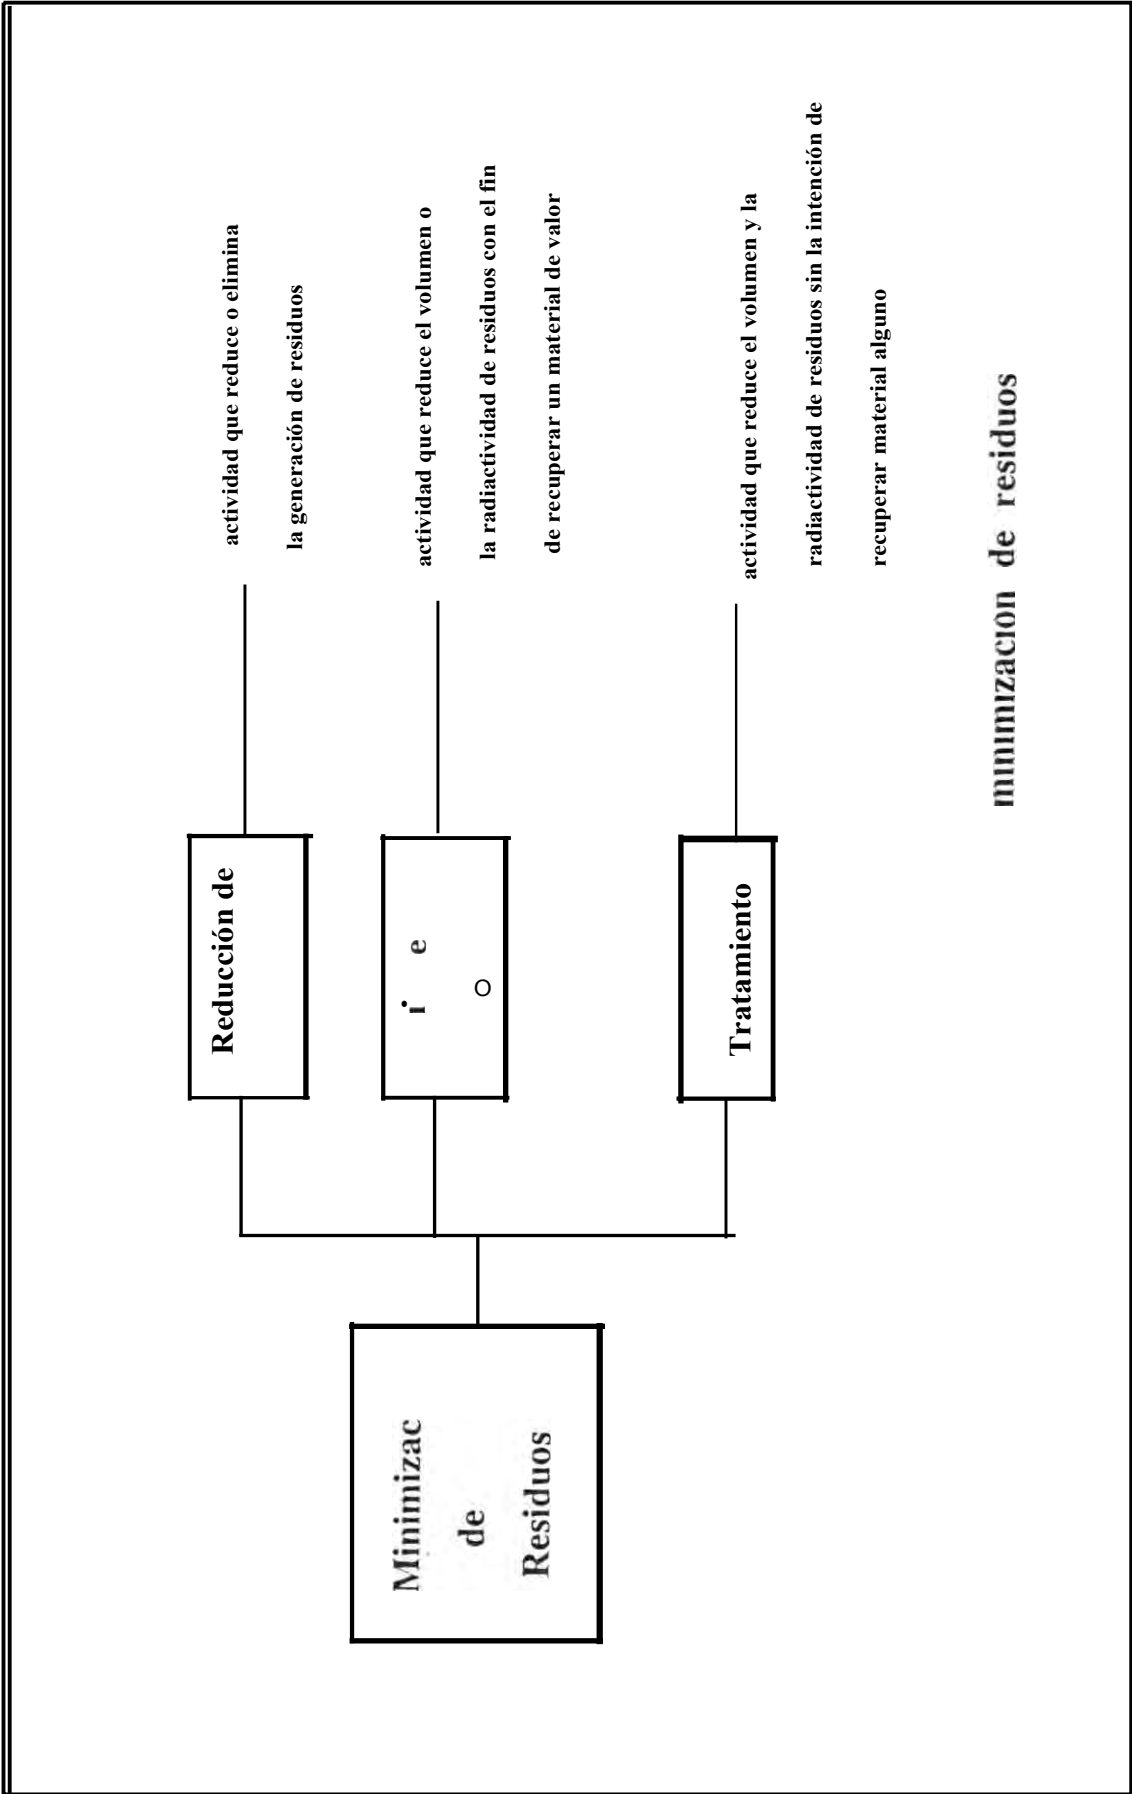 Minimizac
de
Residuos
Reducción de
actividad que reduce o elimina
la generación de residuos
i e
O
actividad que reduce el volumen o
la radiactividad de residuos con el fin
de recuperar un material de valor
Tratamiento
actividad que reduce el volumen y la
radiactividad de residuos sin la intención de
recuperar material alguno
minimizacion de residuos